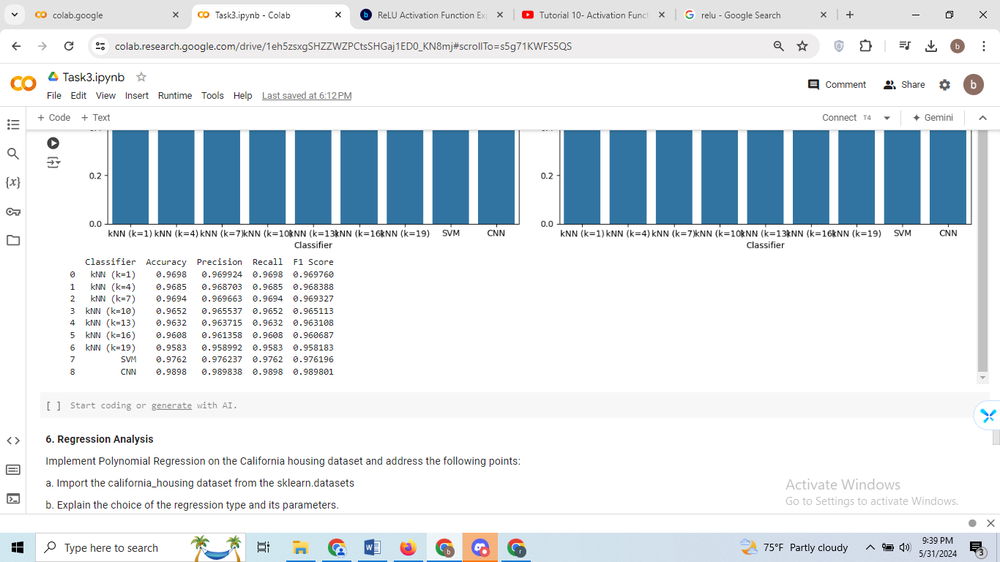 colab.google
Task3.ipynb - Colab
ReLU Activation Function Ex
Tutorial 10- Activation Funct
relu - Google Search
colab.research.google.com/drive/1eh5zsxgSHZZWZPCtsSHGaj1ED0_KN8mj#scrollTo=s5g71KWFS5QS
b
Task3.ipynb
File Edit View Insert Runtime Tools Help Last saved at 6:12 PM
Comment Share b
+ Code + Text
Connect T4 Gemini
0.2
0.0
kNN (k=1) kNN (k=4) kNN (k=7) kNN (k=10) kNN (k=13) kNN (k=16) kNN (k=19) SVM CNN
Classifier
0.2
0.0
kNN (k=1) kNN (k=4) kNN (k=7) kNN (k=10) kNN (k=13) kNN (k=16) kNN (k=19) SVM CNN
Classifier
Classifier Accuracy Precision Recall F1 Score
0 kNN (k=1) 0.9698 0.969924 0.9698 0.969760
1 kNN (k=4) 0.9685 0.968703 0.9685 0.968388
2 kNN (k=7) 0.9694 0.969663 0.9694 0.969327
3 kNN (k=10) 0.9652 0.965537 0.9652 0.965113
4 kNN (k=13) 0.9632 0.963715 0.9632 0.963108
5 kNN (k=16) 0.9608 0.961358 0.9608 0.960687
6 kNN (k=19) 0.9583 0.958992 0.9583 0.958183
7 SVM 0.9762 0.976237 0.9762 0.976196
8 CNN 0.9898 0.989838 0.9898 0.989801
[ ] Start coding or generate with AI.
6. Regression Analysis
Implement Polynomial Regression on the California housing dataset and address the following points:
a. Import the california_housing dataset from the sklearn.datasets
b. Explain the choice of the regression type and its parameters.
Activate Windows
Go to Settings to activate Windows.
Type here to search
75°F Partly cloudy
9:39 PM
5/31/2024
3